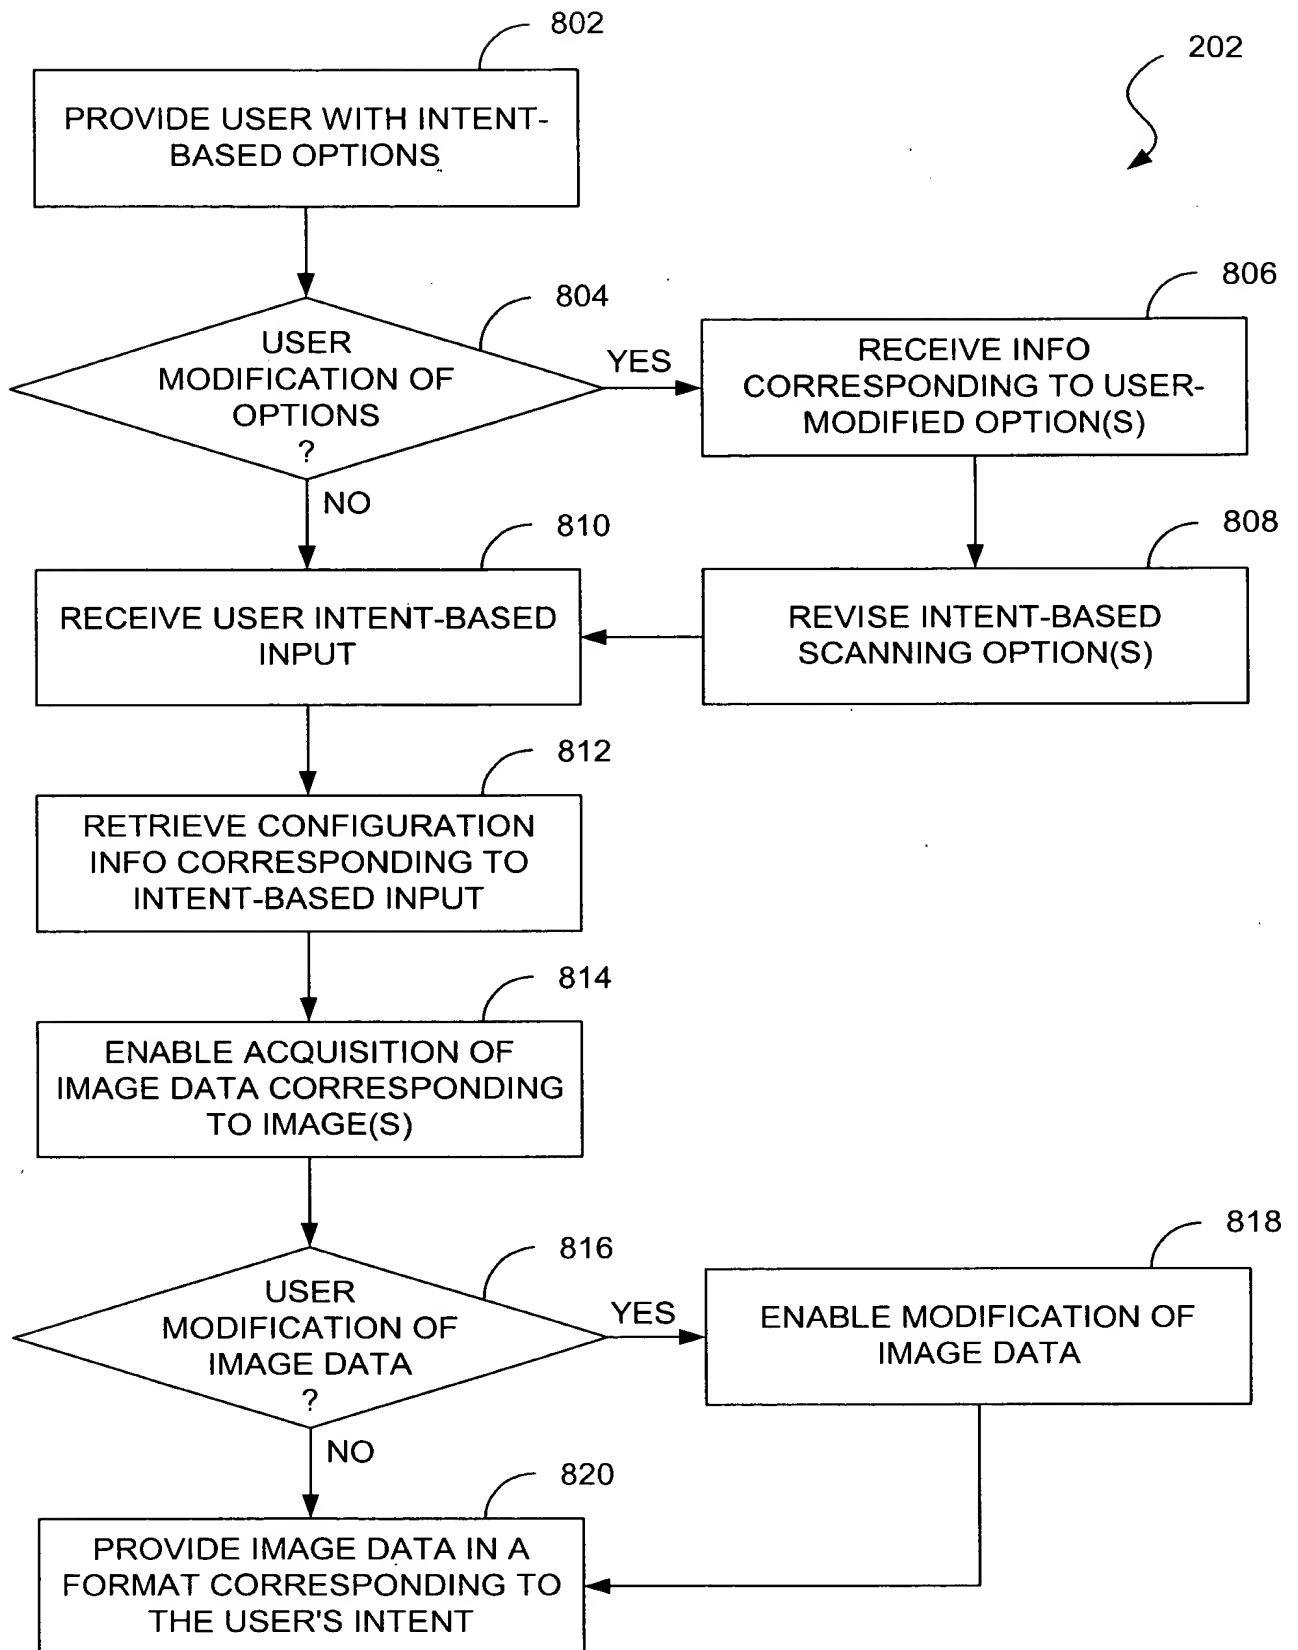 802
202
PROVIDE USER WITH INTENT-
BASED OPTIONS
804
806
USER
MODIFICATION OF
OPTIONS
?
YES
RECEIVE INFO
CORRESPONDING TO USER-
MODIFIED OPTION(S)
NO
810
808
RECEIVE USER INTENT-BASED
INPUT
REVISE INTENT-BASED
SCANNING OPTION(S)
812
RETRIEVE CONFIGURATION
INFO CORRESPONDING TO
INTENT-BASED INPUT
814
ENABLE ACQUISITION OF
IMAGE DATA CORRESPONDING
TO IMAGE(S)
816
818
USER
MODIFICATION OF
IMAGE DATA
?
YES
ENABLE MODIFICATION OF
IMAGE DATA
NO
820
PROVIDE IMAGE DATA IN A
FORMAT CORRESPONDING TO
THE USER'S INTENT